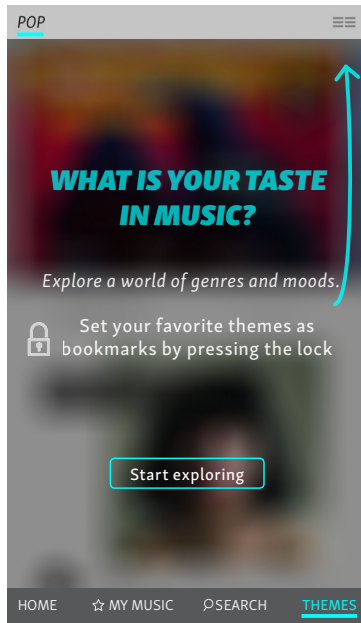 POP
WHAT IS YOUR TASTE
IN MUSIC?
Explore a world of genres and moods.
Set your favorite themes as
bookmarks by pressing the lock
Start exploring
HOME MY MUSIC SEARCH THEMES